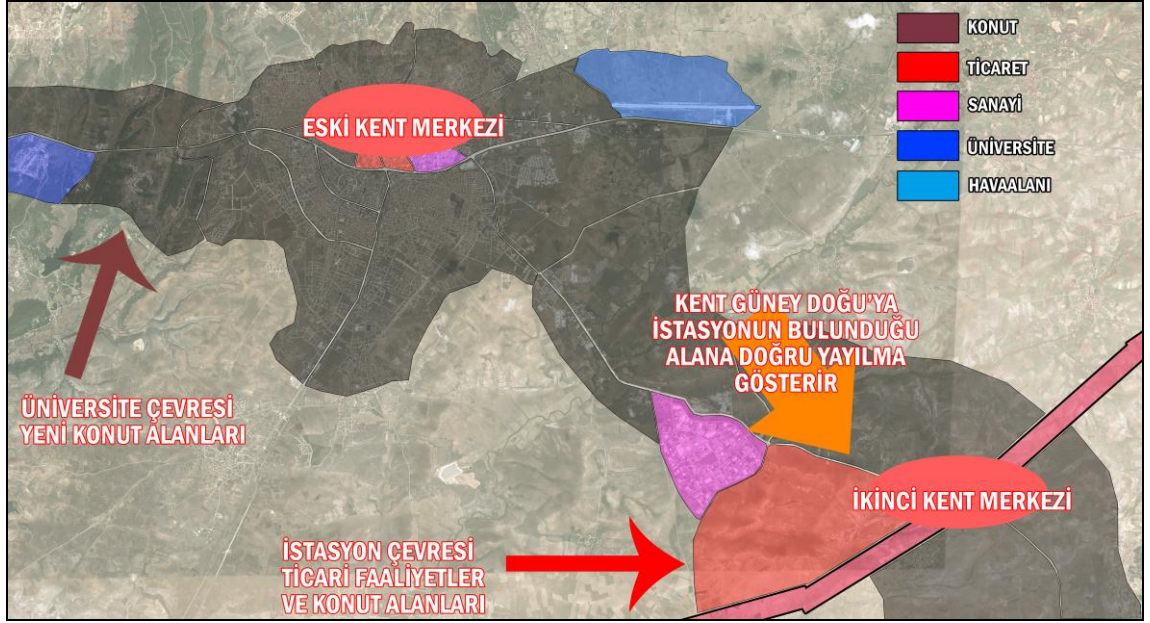 KONUT
TİCARET
SANAYİ
ÜNİVERSİTE
HAVAALANI
ESKİ KENT MERKEZİ
KENT GÜNEY DOĞU'YA
İSTASYONUN BULUNDUĞU
ALANA DOĞRU YAYILMA
GÖSTERİR
ÜNİVERSİTE ÇEVRESİ
YENİ KONUT ALANLARI
İKİNCİ KENT MERKEZİ
İSTASYON ÇEVRESİ
TİCARİ FAALİYETLER
VE KONUT ALANLARI